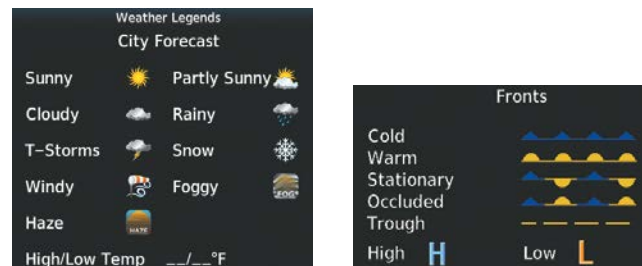 Weather Legends
City Forecast
Sunny Partly Sunny
Cloudy Rainy
T-Storms Snow
Windy Foggy
FOG
Haze
HAZE
High/Low Temp __/__°F
Fronts
Cold
Warm
Stationary
Occluded
Trough
High H Low L